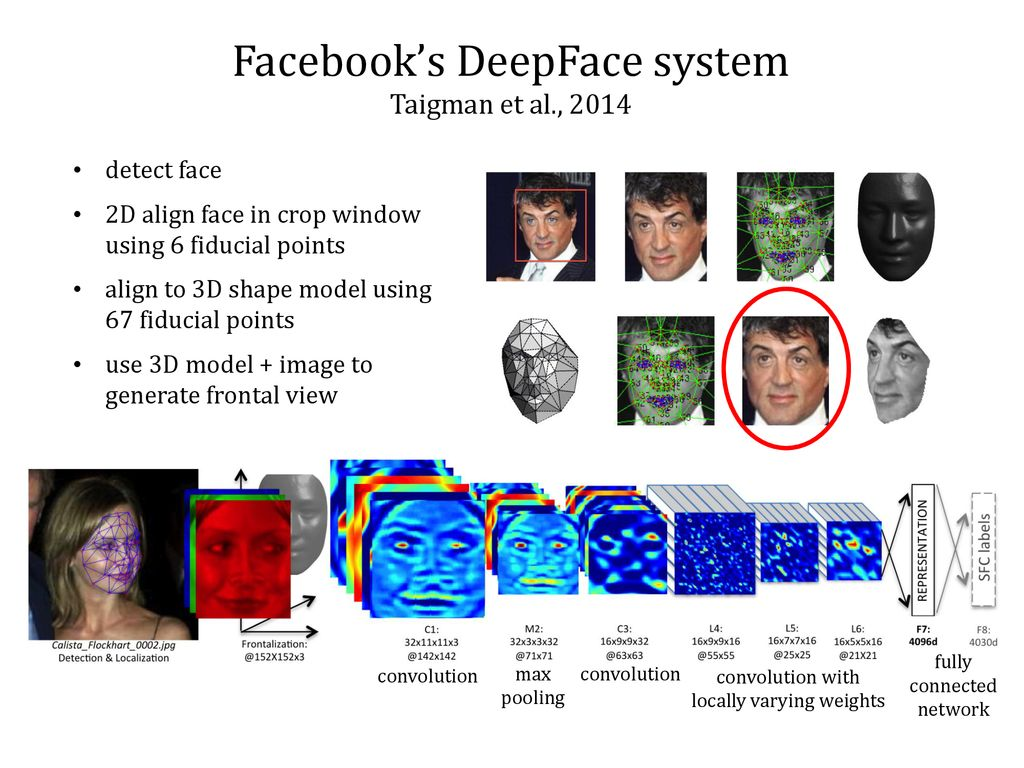 Facebook’s DeepFace system
Taigman et al., 2014
• detect face
• 2D align face in crop window
using 6 fiducial points
• align to 3D shape model using
67 fiducial points
• use 3D model + image to
generate frontal view
Calista_Flockhart_0002.jpg
Detection & Localization
Frontalization:
@152X152x3
C1:
32x11x11x3
@142x142
convolution
M2:
32x3x3x32
@71x71
max
pooling
C3:
16x9x9x32
@63x63
convolution
L4:
16x9x9x16
@55x55
L5:
16x7x7x16
@25x25
L6:
16x5x5x16
@21X21
convolution with
locally varying weights
REPRESENTATION
F7:
4096d
SFC labels
F8:
4030d
fully
connected
network